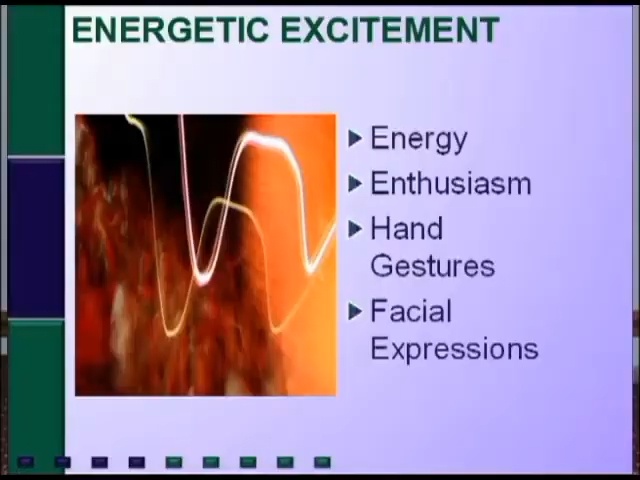 ENERGETIC EXCITEMENT
Energy
Enthusiasm
Hand
Gestures
Facial
Expressions